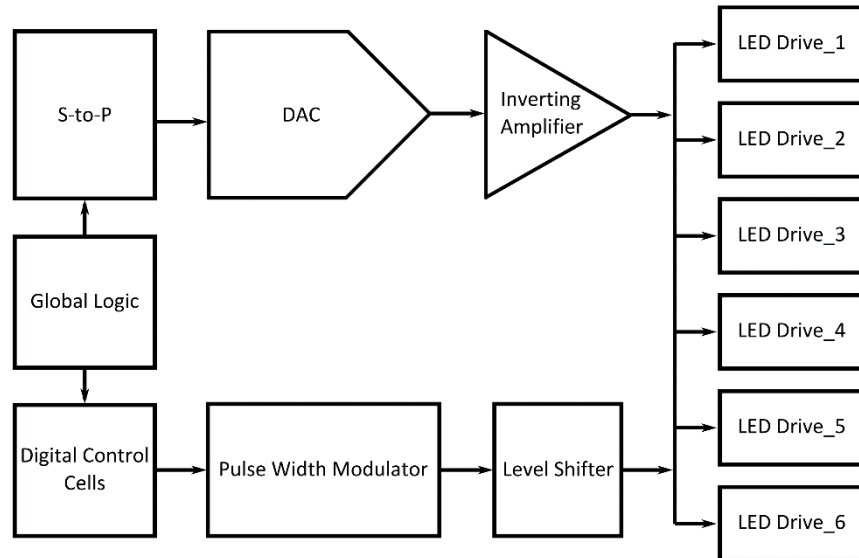 S-to-P
DAC
Inverting
Amplifier
LED Drive_1
LED Drive_2
LED Drive_3
Global Logic
LED Drive_4
Digital Control
Cells
Pulse Width Modulator
Level Shifter
LED Drive_5
LED Drive_6